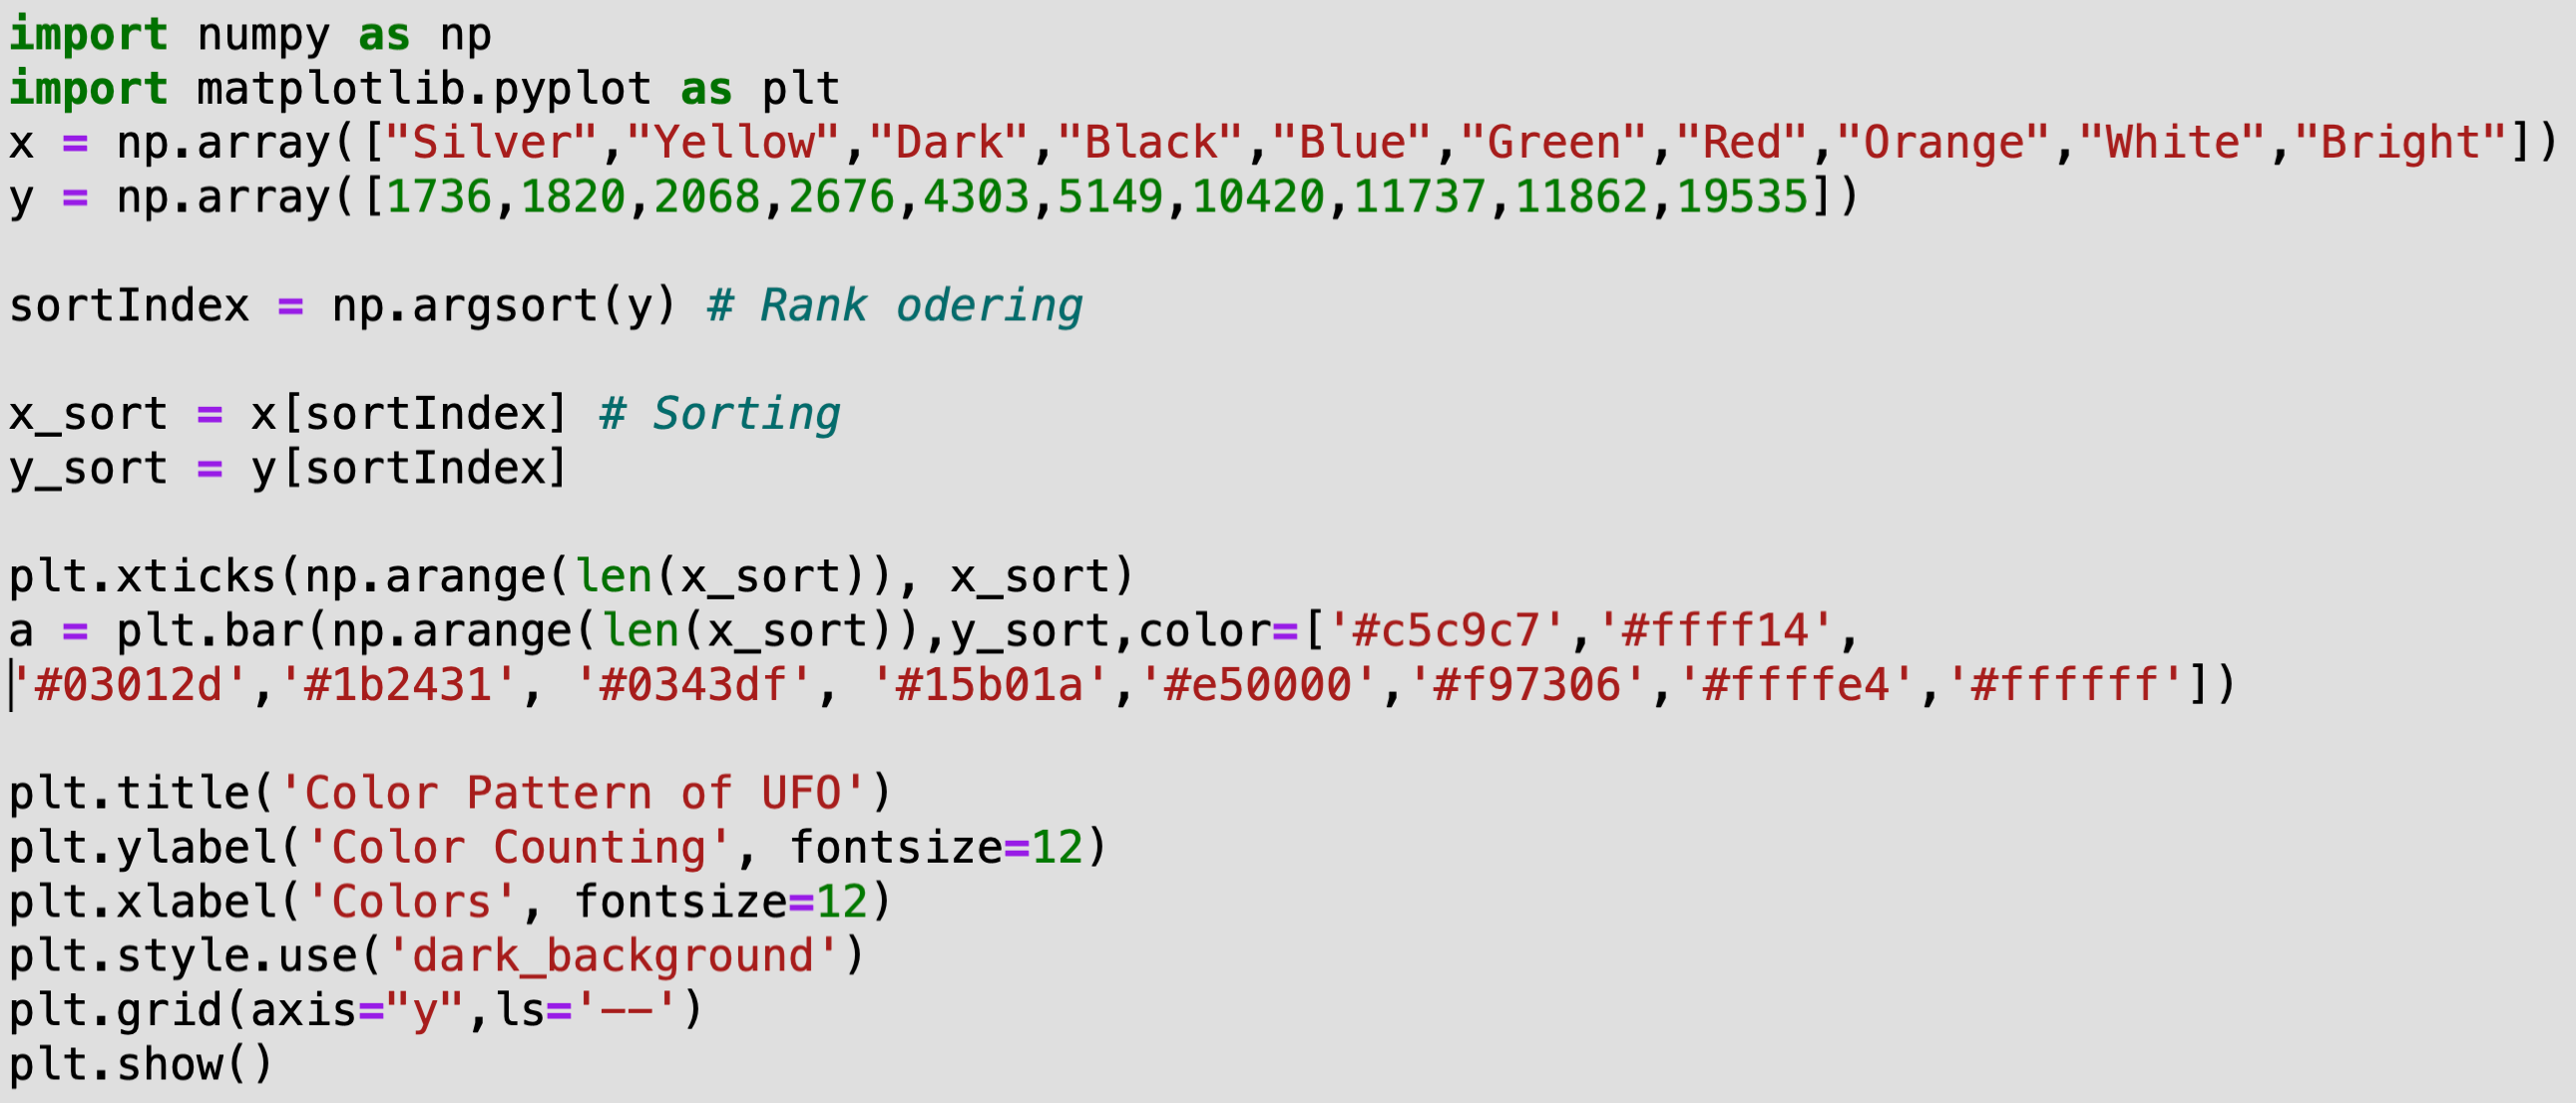 import numpy as np
import matplotlib.pyplot as plt
x = np.array(["Silver","Yellow","Dark","Black","Blue","Green","Red","Orange","White","Bright"])
y = np.array([1736,1820,2068,2676,4303,5149,10420,11737,11862,19535])
sortIndex = np.argsort(y) # Rank odering
x_sort = x[sortIndex] # Sorting
y_sort = y[sortIndex]
plt.xticks(np.arange(len(x_sort)), x_sort)
a = plt.bar(np.arange(len(x_sort)),y_sort,color=['#c5c9c7','#ffff14',
'#03012d','#1b2431', '#0343df', '#15b01a','#e50000','#f97306','#ffffe4','#ffffff'])
plt.title('Color Pattern of UFO')
plt.ylabel('Color Counting', fontsize=12)
plt.xlabel('Colors', fontsize=12)
plt.style.use('dark_background')
plt.grid(axis="y",ls='--')
plt.show()